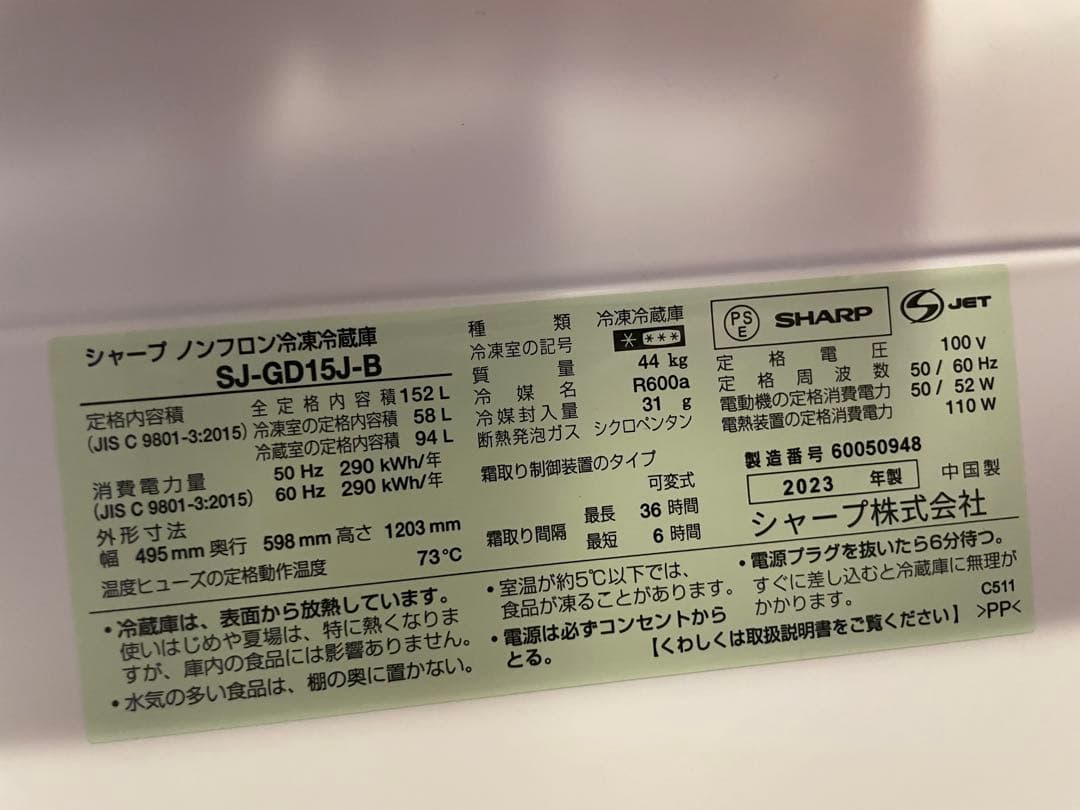 シャープ ノンフロン冷凍冷蔵庫
SJ-GD15J-B
定格内容積
(JIS C 9801-3:2015)
全定格内容積 152 L
冷凍室の定格内容積 58 L
冷蔵室の定格内容積 94 L
消費電力量
(JIS C 9801-3:2015)
50 Hz 290 kWh/年
60 Hz 290 kWh/年
外形寸法
幅 495 mm 奥行 598 mm 高さ 1203 mm
温度ヒューズの定格動作温度 73℃
種類 冷凍冷蔵庫
冷凍室の記号 * ***
質量 44 kg
冷媒名 R600a
冷媒封入量 31 g
断熱発泡ガス シクロペンタン
霜取り制御装置のタイプ
可変式
霜取り間隔
最長 36 時間
最短 6 時間
PS
E
SHARP
JET
定格電圧 100 V
定格周波数 50 / 60 Hz
電動機の定格消費電力 50 / 52 W
電熱装置の定格消費電力 110 W
製造番号 60050948
2023 年製
中国製
シャープ株式会社
・冷蔵庫は、表面から放熱しています。
使いはじめや夏場は、特に熱くなりま
すが、庫内の食品には影響ありません。
・水気の多い食品は、棚の奥に置かない。
・室温が約5℃以下では、
食品が凍ることがあります。
・電源は必ずコンセントから
とる。
・電源プラグを抜いたら6分待つ。
すぐに差し込むと冷蔵庫に無理が
かかります。
C511
【くわしくは取扱説明書をご覧ください】 >PP<